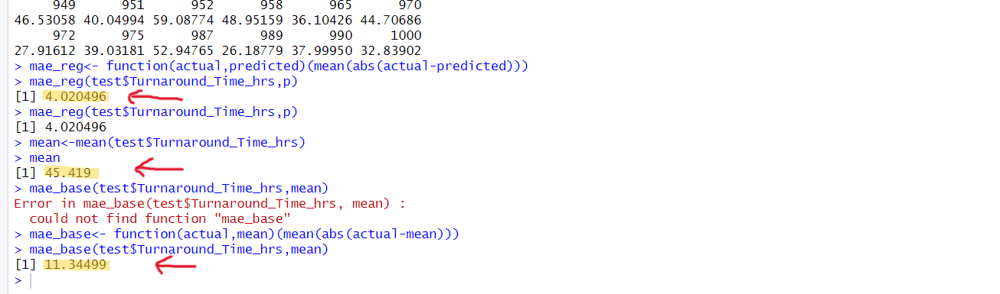 949 951 952 958 965 970
46.53058 40.04994 59.08774 48.95159 36.10426 44.70686
972 975 987 989 990 1000
27.91612 39.03181 52.94765 26.18779 37.99950 32.83902
> mae_reg<- function(actual,predicted)(mean(abs(actual-predicted)))
> mae_reg(test$Turnaround_Time_hrs,p)
[1] 4.020496
> mae_reg(test$Turnaround_Time_hrs,p)
[1] 4.020496
> mean<-mean(test$Turnaround_Time_hrs)
> mean
[1] 45.419
> mae_base(test$Turnaround_Time_hrs,mean)
Error in mae_base(test$Turnaround_Time_hrs, mean) :
could not find function "mae_base"
> mae_base<- function(actual,mean)(mean(abs(actual-mean)))
> mae_base(test$Turnaround_Time_hrs,mean)
[1] 11.34499
>